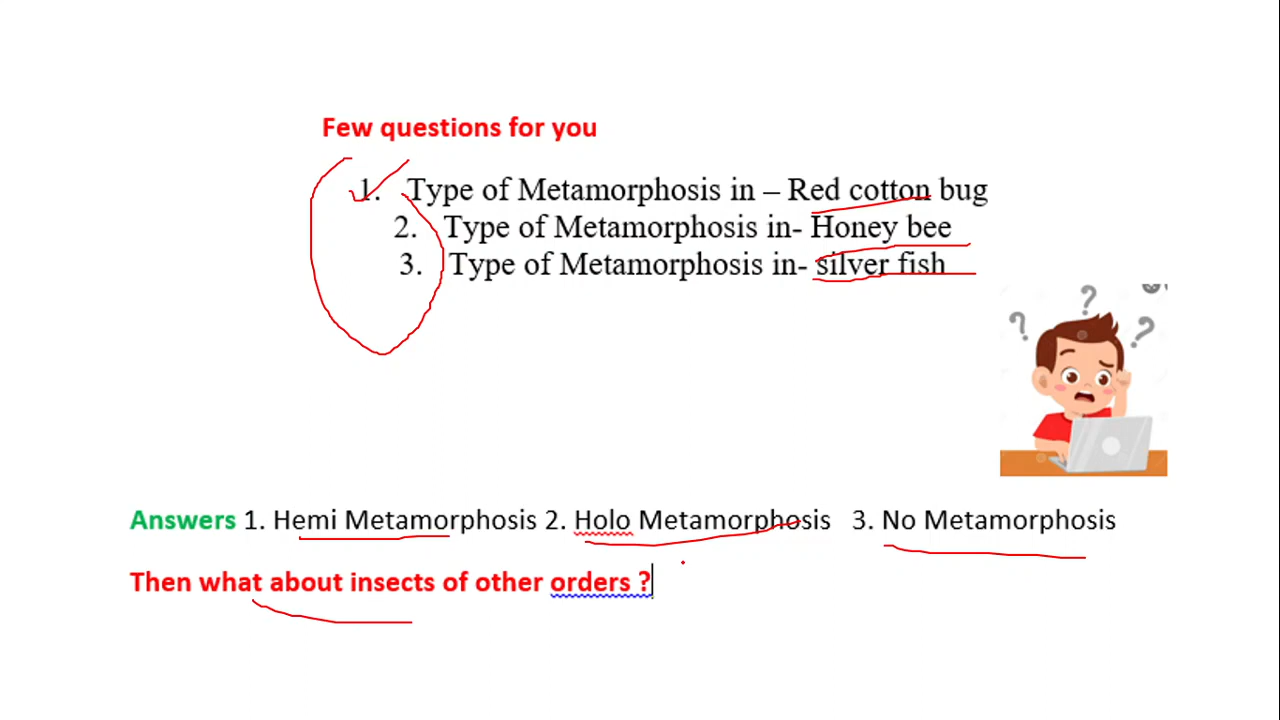 Few questions for you
1. Type of Metamorphosis in – Red cotton bug
2. Type of Metamorphosis in- Honey bee
3. Type of Metamorphosis in- silver fish
? ? ?
Answers 1. Hemi Metamorphosis 2. Holo Metamorphosis 3. No Metamorphosis
Then what about insects of other orders ?